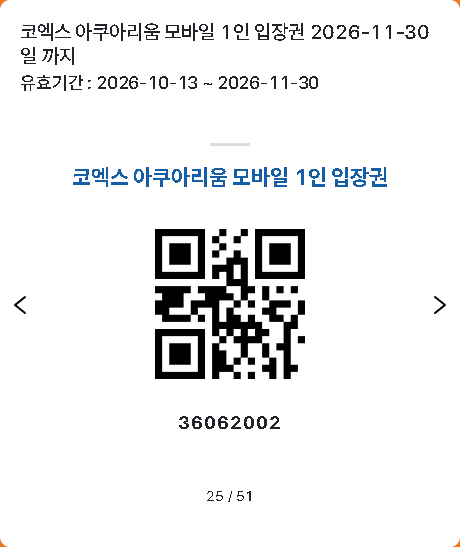 코엑스 아쿠아리움 모바일 1인 입장권 2026-11-30
일 까지
유효기간 : 2026-10-13 ~ 2026-11-30
코엑스 아쿠아리움 모바일 1인 입장권
36062002
25 / 51